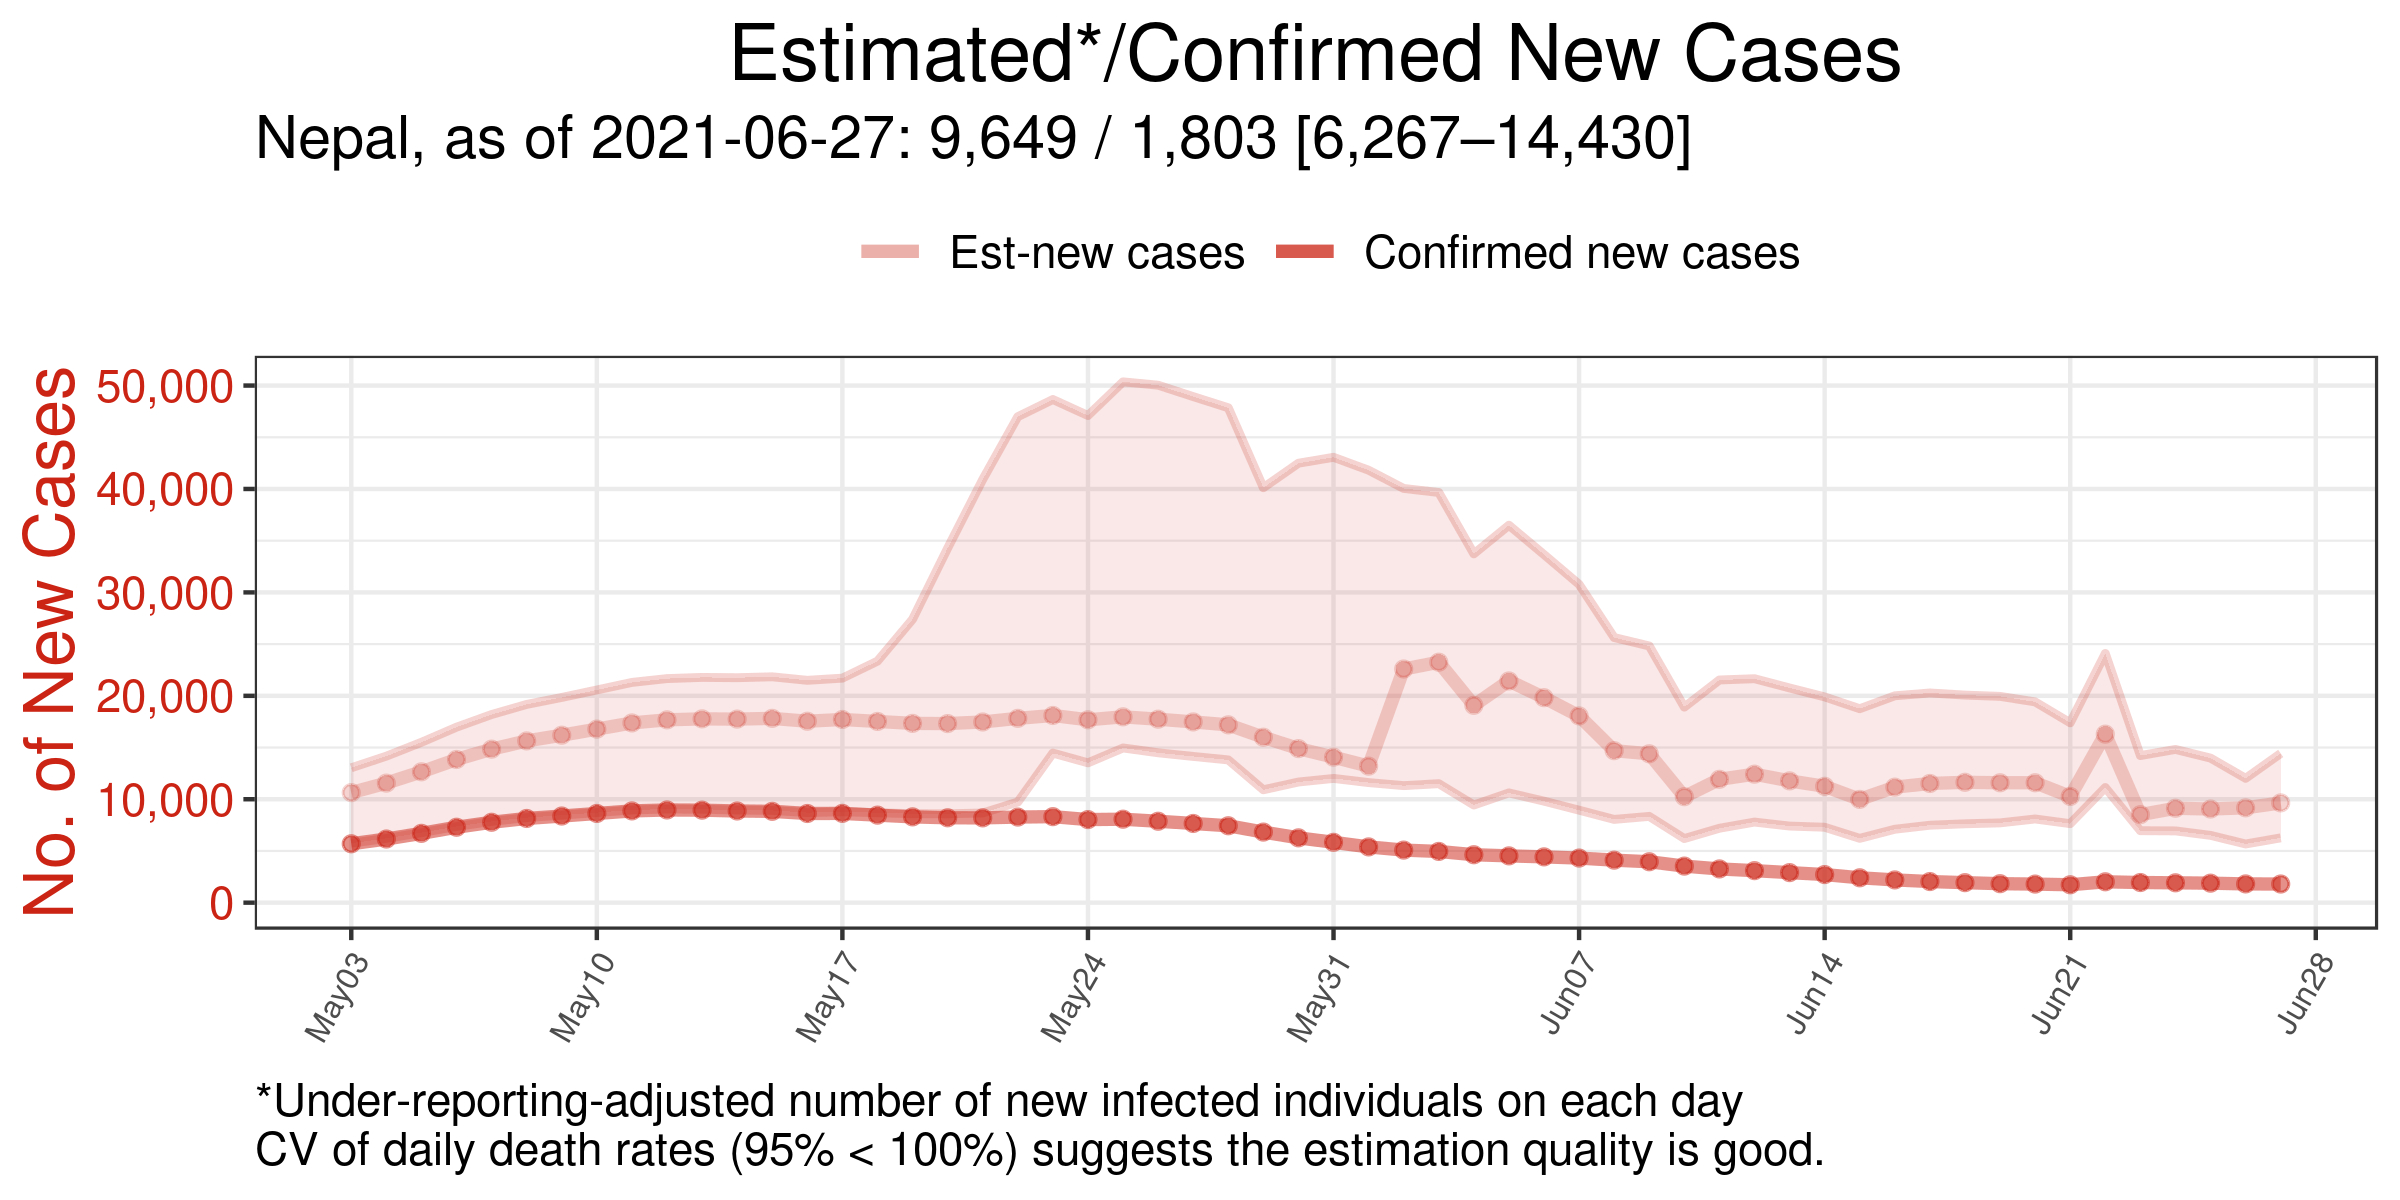 Estimated*/Confirmed New Cases
Nepal, as of 2021-06-27: 9,649 / 1,803 [6,267–14,430]
Est-new cases Confirmed new cases
No. of New Cases
50,000
40,000
30,000
20,000
10,000
0
May03 May10 May17 May24 May31 Jun07 Jun14 Jun21 Jun28
*Under-reporting-adjusted number of new infected individuals on each day
CV of daily death rates (95% < 100%) suggests the estimation quality is good.